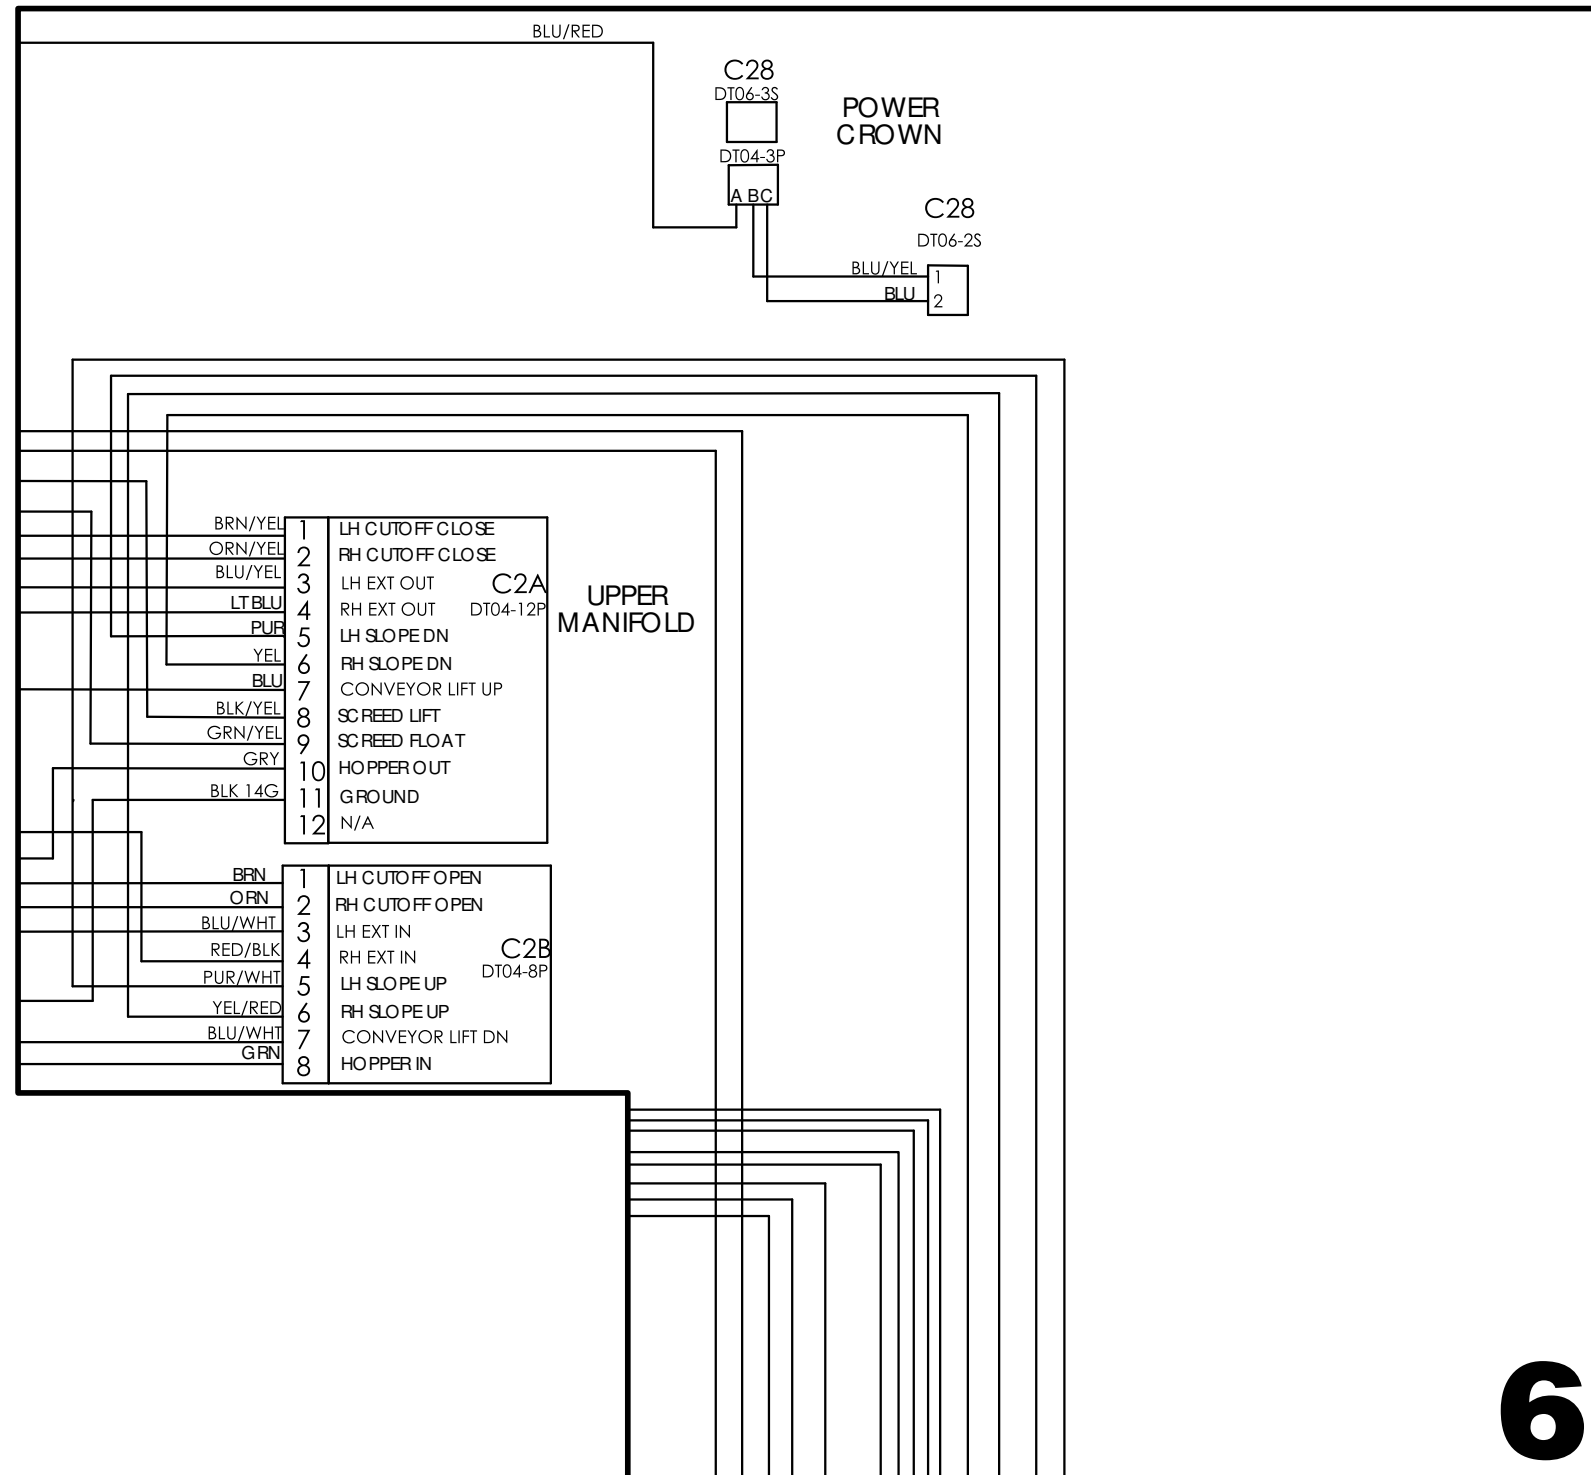 BLU/RED
C28
DT06-3S
POWER
CROWN
DT04-3P
A B C
C28
DT06-2S
BLU/YEL 1
BLU 2
BRN/YEL 1 LH CUTOFF CLOSE
ORN/YEL 2 RH CUTOFF CLOSE
BLU/YEL 3 LH EXT OUT
C2A
LT BLU 4 RH EXT OUT
DT04-12P
UPPER
MANIFOLD
PUR 5 LH SLOPE DN
YEL 6 RH SLOPE DN
BLU 7 CONVEYOR LIFT UP
BLK/YEL 8 SCREED LIFT
GRN/YEL 9 SCREED FLOAT
GRY 10 HOPPER OUT
BLK 14G 11 GROUND
12 N/A
BRN 1 LH CUTOFF OPEN
ORN 2 RH CUTOFF OPEN
BLU/WHT 3 LH EXT IN
C2B
RED/BLK 4 RH EXT IN
DT04-8P
PUR/WHT 5 LH SLOPE UP
YEL/RED 6 RH SLOPE UP
BLU/WHT 7 CONVEYOR LIFT DN
GRN 8 HOPPER IN
6